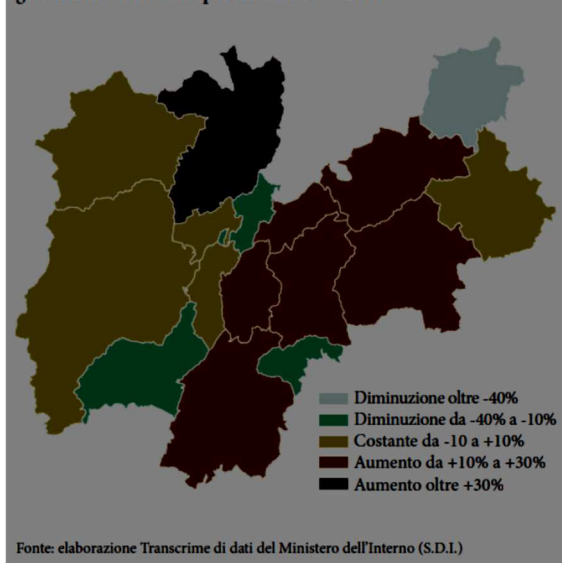 Diminuzione oltre -40%
Diminuzione da -40% a -10%
Costante da -10 a +10%
Aumento da +10% a +30%
Aumento oltre +30%
Fonte: elaborazione Transcrime di dati del Ministero dell'Interno (S.D.I.)